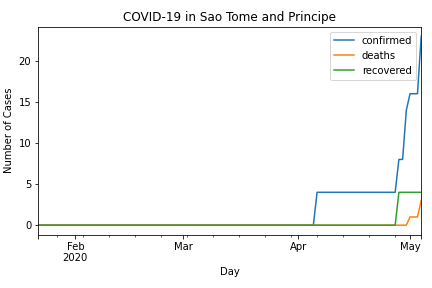 COVID-19 in Sao Tome and Principe
confirmed
deaths
recovered
Number of Cases
20
15
10
5
0
Feb
2020
Mar
Apr
May
Day